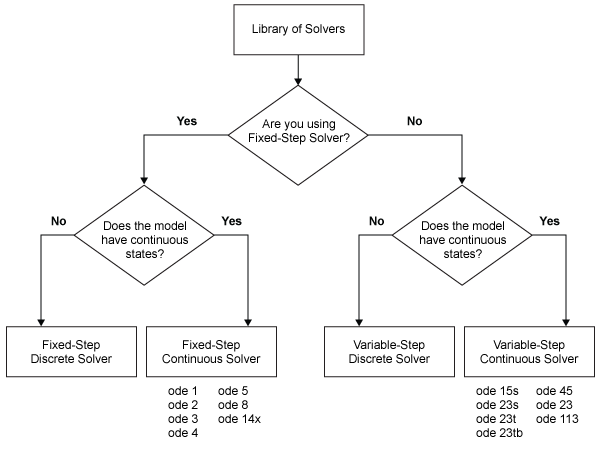 Library of Solvers
Are you using
Fixed-Step Solver?
Yes
No
Does the model
have continuous
states?
No
Yes
Does the model
have continuous
states?
No
Yes
Fixed-Step
Discrete Solver
Fixed-Step
Continuous Solver
Variable-Step
Discrete Solver
Variable-Step
Continuous Solver
ode 1 ode 5
ode 2 ode 8
ode 3 ode 14x
ode 4
ode 15s ode 45
ode 23s ode 23
ode 23t ode 113
ode 23tb